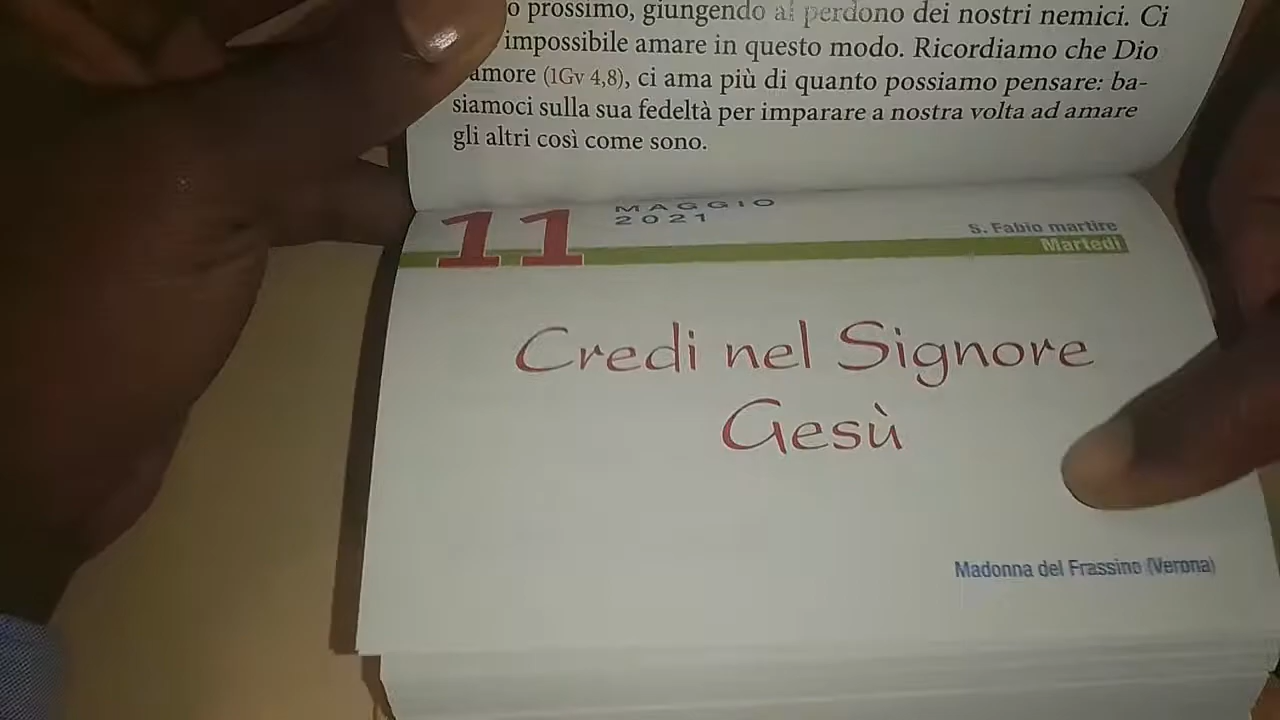 o prossimo, giungendo al perdono dei nostri nemici. Ci
impossibile amare in questo modo. Ricordiamo che Dio
amore (1Gv 4,8), ci ama più di quanto possiamo pensare: ba-
siamoci sulla sua fedeltà per imparare a nostra volta ad amare
gli altri così come sono.
11
MAGGIO
2021
S. Fabio martire
Martedì
Credi nel Signore
Gesù
Madonna del Frassino (Verona)